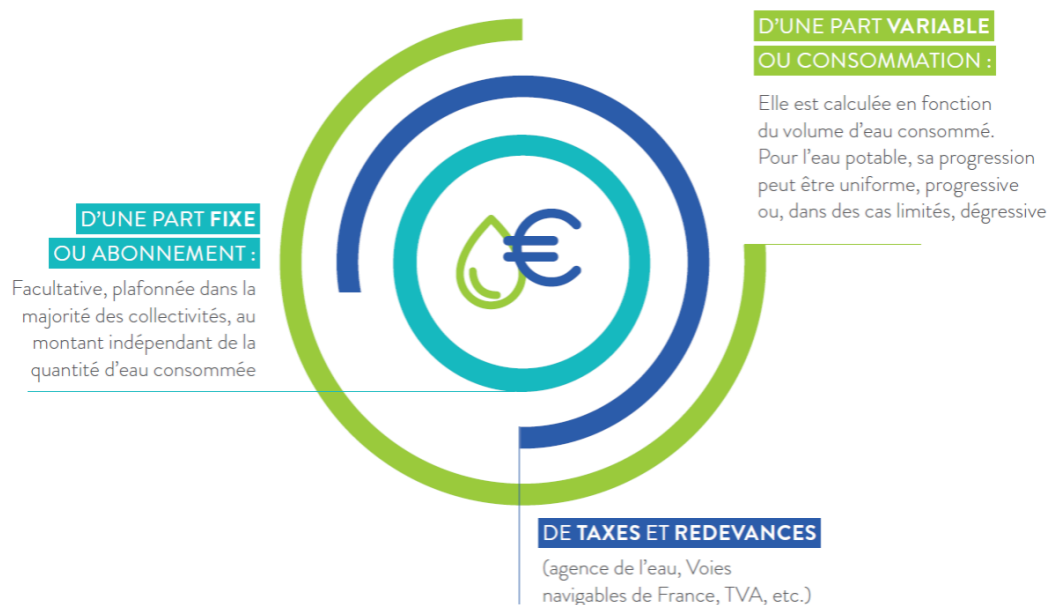 D'UNE PART VARIABLE
OU CONSOMMATION :
Elle est calculée en fonction
du volume d'eau consommé.
Pour l'eau potable, sa progression
peut être uniforme, progressive
ou, dans des cas limités, dégressive
D'UNE PART FIXE
OU ABONNEMENT :
Facultative, plafonnée dans la
majorité des collectivités, au
montant indépendant de la
quantité d'eau consommée
€
DE TAXES ET REDEVANCES
(agence de l'eau, Voies
navigables de France, TVA, etc.)